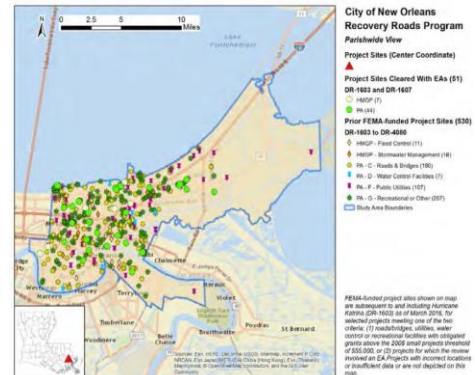 City of New Orleans
Recovery Roads Program
Parishwide View
Project Sites (Center Coordinate)
Project Sites Cleared With EAs (51)
DR-1603 and DR-1607
HMGP (7)
PA (44)
Prior FEMA-funded Project Sites (530)
DR-1603 to DR-4080
HMGP - Flood Control (11)
HMGP - Stormwater Management (18)
PA - C - Roads & Bridges (180)
PA - D - Water Control Facilities (7)
PA - F - Public Utilities (107)
PA - G - Recreational or Other (207)
Study Area Boundaries
FEMA-funded project sites shown on map
are subsequent to and including Hurricane
Katrina (DR-1603) as of March 2016, for
selected projects meeting one of the two
criteria: (1) roads/bridges, utilities, water
control or recreational facilities with obligated
grants above the 2005 small projects threshold
of $55,000, or (2) projects for which the money
involved an EA. Projects with incorrect locations
or insufficient data or are not depicted on this
map.
N
0 2.5 5 10
Miles
Lake
Pontchartrain
Chalmette
Meraux
Violet
Poydras
St Bernard
Braithwaite
Belle
Chasse
Timberlane
Woodmere
Terryt
Harvey
Marrero